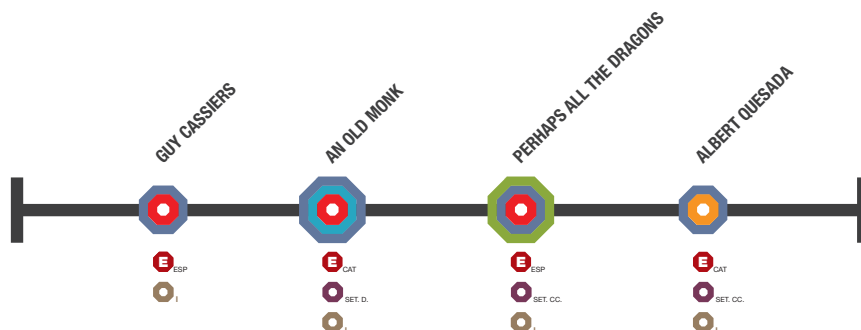 GUY CASSIERS
AN OLD MONK
PERHAPS ALL THE DRAGONS
ALBERT QUESADA
E ESP
E CAT
E ESP
E CAT
I
SET. D.
SET. CC.
SET. CC.